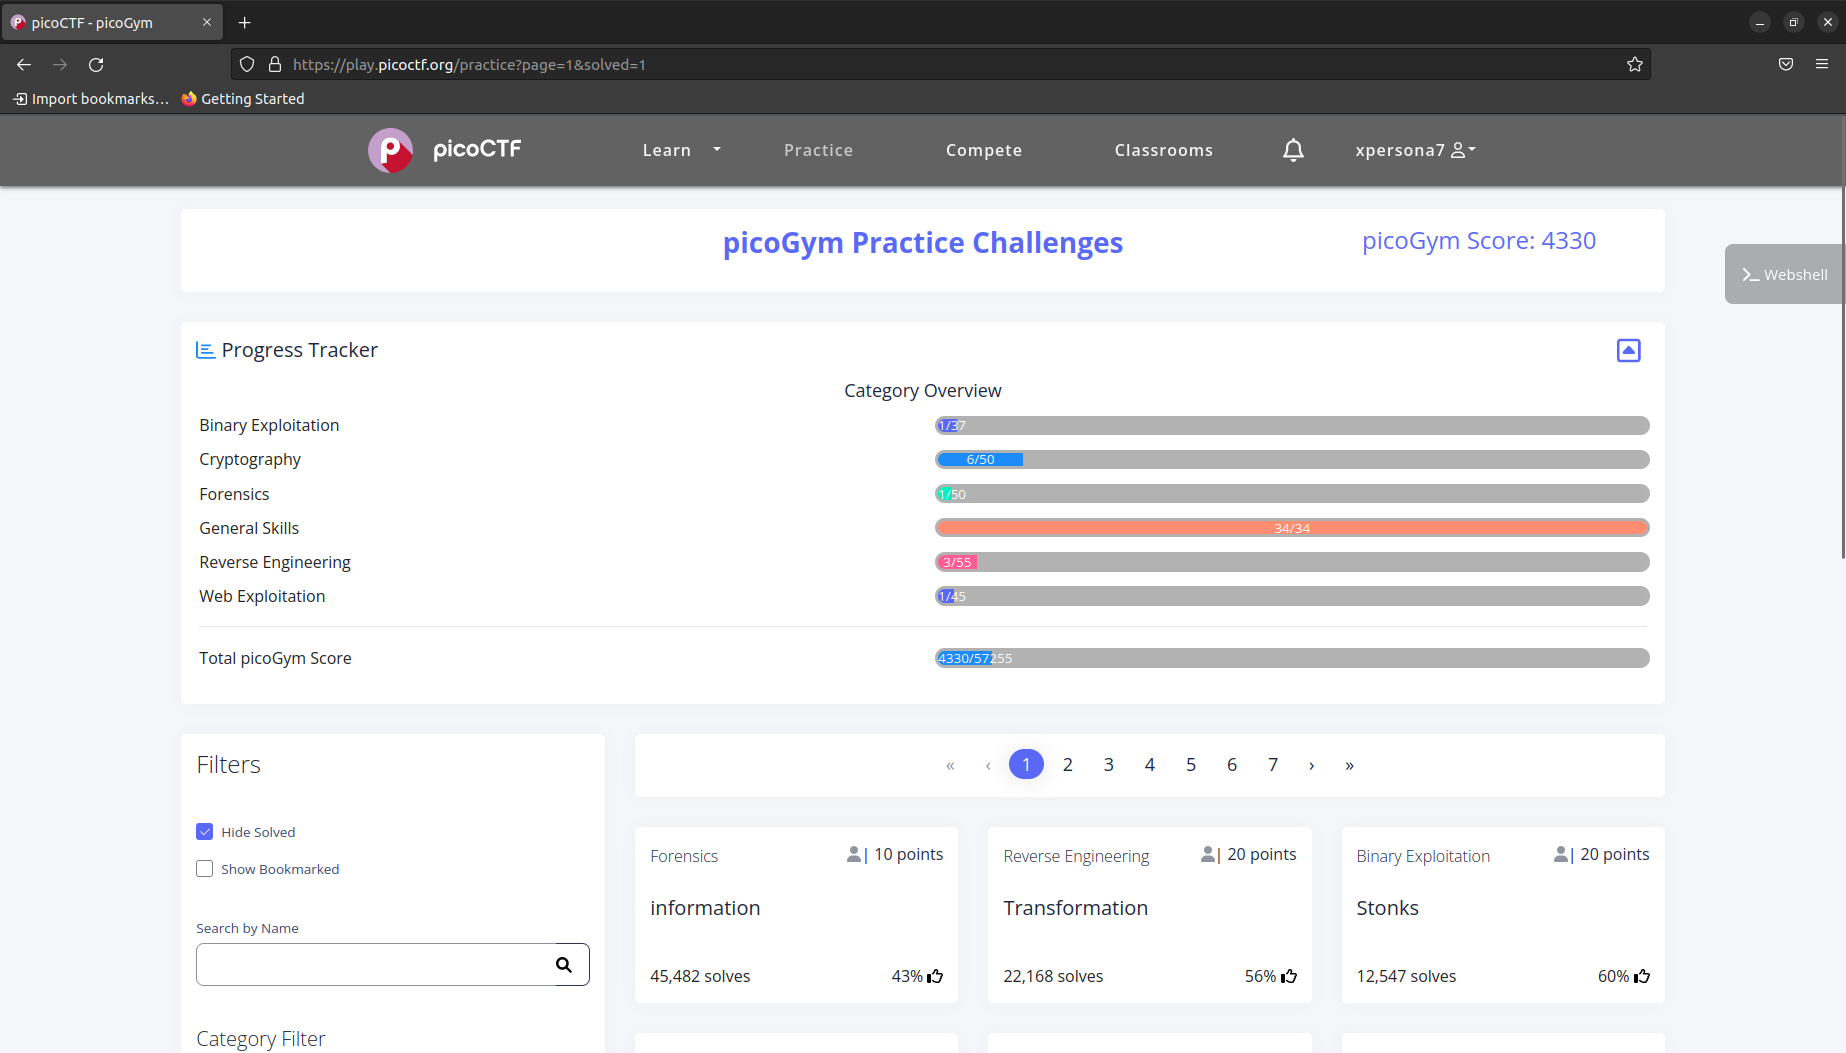 picoCTF - picoGym
https://play.picoctf.org/practice?page=1&solved=1
Import bookmarks... Getting Started
picoCTF Learn Practice Compete Classrooms xpersona7
picoGym Practice Challenges picoGym Score: 4330
Webshell
Progress Tracker
Category Overview
Binary Exploitation 1/37
Cryptography 6/50
Forensics 1/50
General Skills 34/34
Reverse Engineering 3/55
Web Exploitation 1/45
Total picoGym Score 4330/57255
Filters
« ‹ 1 2 3 4 5 6 7 › »
Hide Solved
Show Bookmarked
Search by Name
Category Filter
Forensics | 10 points
information
45,482 solves 43%
Reverse Engineering | 20 points
Transformation
22,168 solves 56%
Binary Exploitation | 20 points
Stonks
12,547 solves 60%